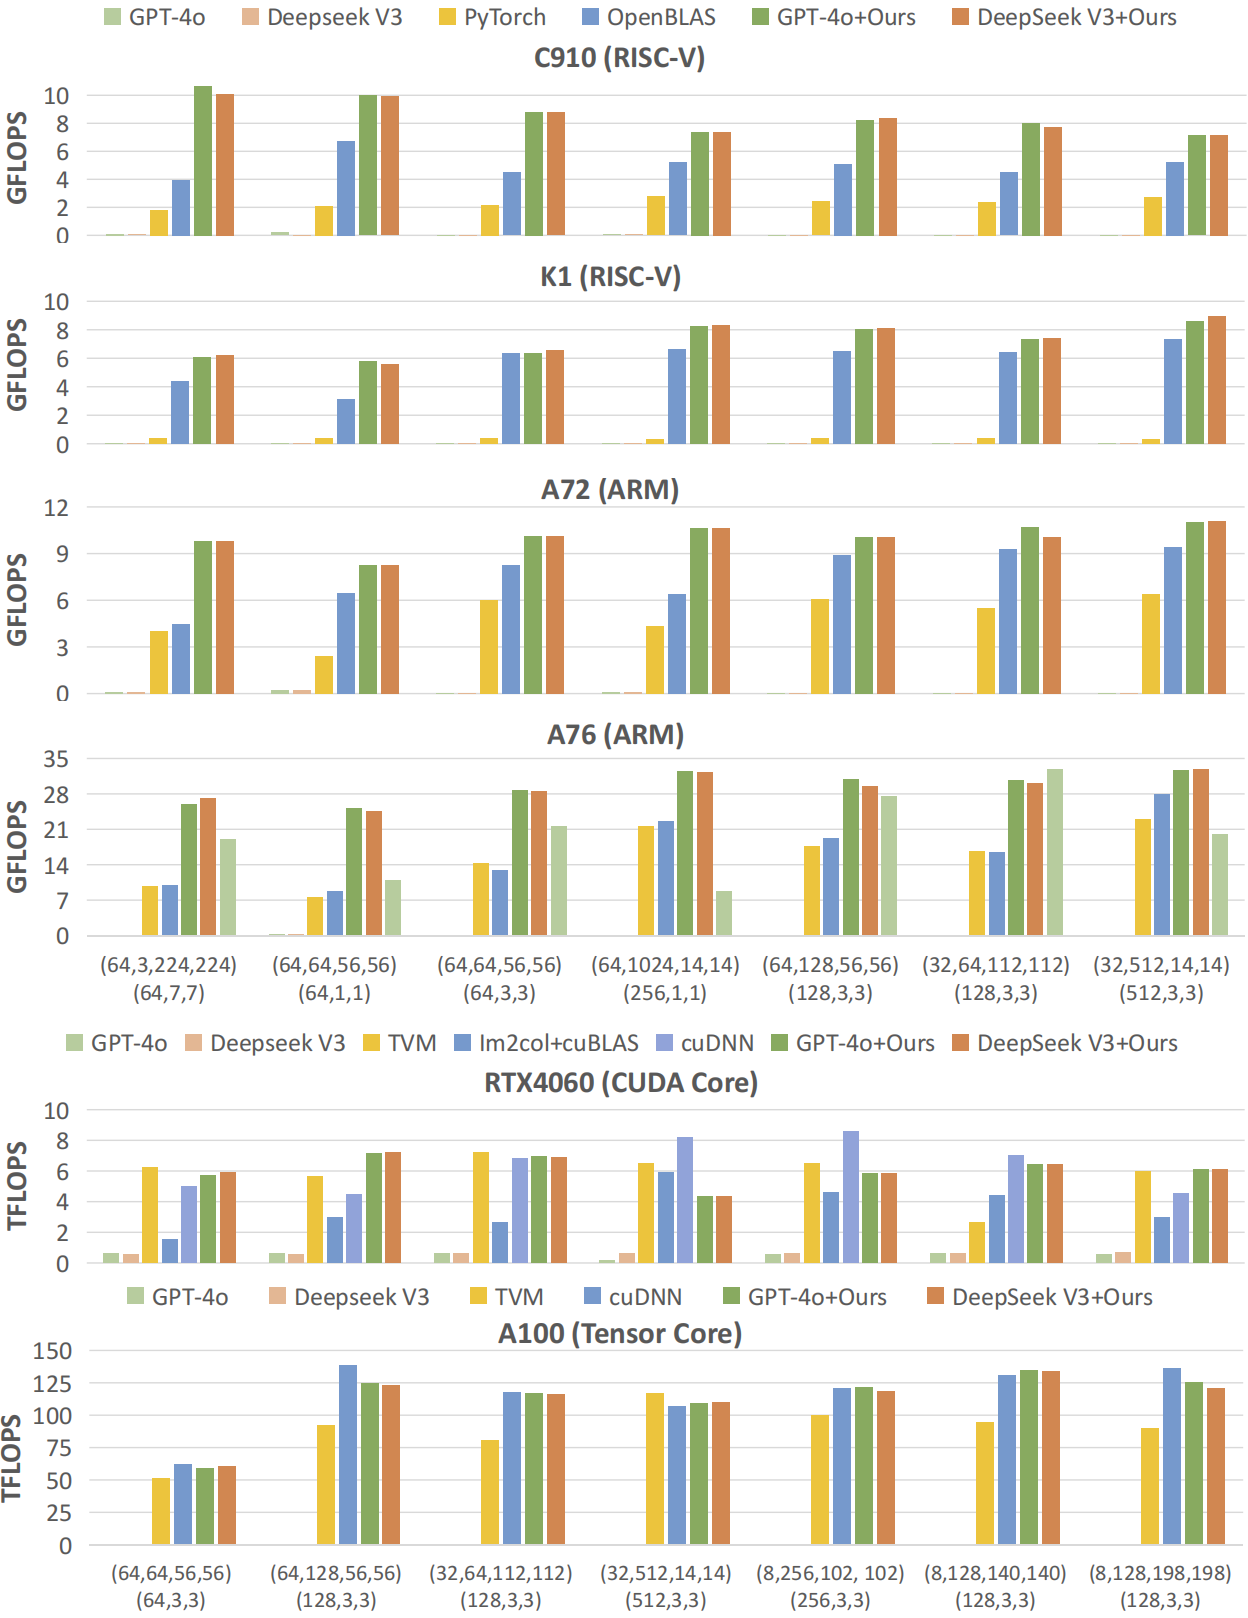 GPT-4o Deepseek V3 PyTorch OpenBLAS GPT-4o+Ours DeepSeek V3+Ours
C910 (RISC-V)
GFLOPS
10
8
6
4
2
0
K1 (RISC-V)
GFLOPS
10
8
6
4
2
0
A72 (ARM)
GFLOPS
12
9
6
3
0
A76 (ARM)
GFLOPS
35
28
21
14
7
0
(64,3,224,224) (64,64,56,56) (64,64,56,56) (64,1024,14,14) (64,128,56,56) (32,64,112,112) (32,512,14,14)
(64,7,7) (64,1,1) (64,3,3) (256,1,1) (128,3,3) (128,3,3) (512,3,3)
GPT-4o Deepseek V3 TVM Im2col+cuBLAS cuDNN GPT-4o+Ours DeepSeek V3+Ours
RTX4060 (CUDA Core)
TFLOPS
10
8
6
4
2
0
GPT-4o Deepseek V3 TVM cuDNN GPT-4o+Ours DeepSeek V3+Ours
A100 (Tensor Core)
TFLOPS
150
125
100
75
50
25
0
(64,64,56,56) (64,128,56,56) (32,64,112,112) (32,512,14,14) (8,256,102, 102) (8,128,140,140) (8,128,198,198)
(64,3,3) (128,3,3) (128,3,3) (512,3,3) (256,3,3) (128,3,3) (128,3,3)